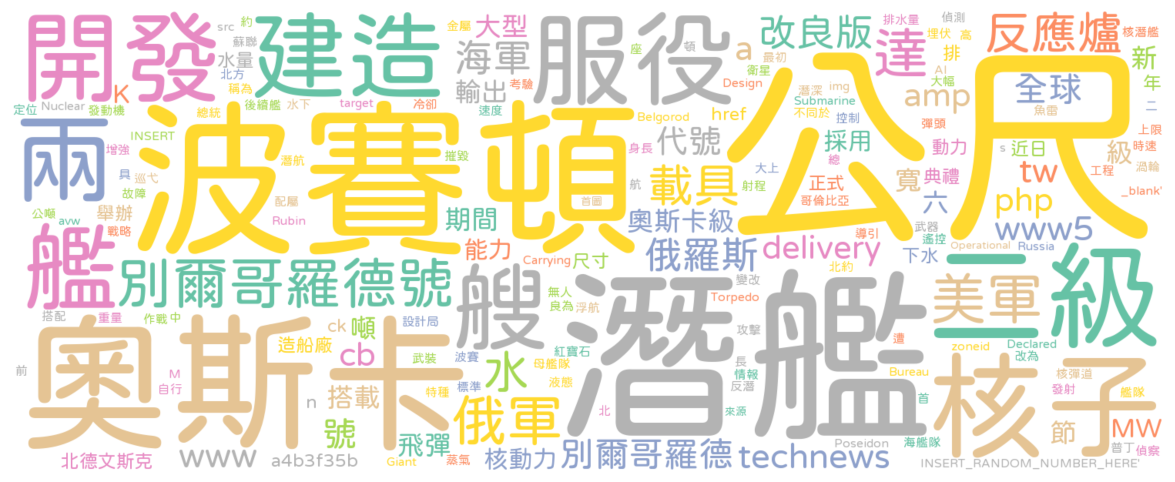 開發
src
約
蘇聯
水量
北方
稱為
建造
金屬
大型
海軍
輸出
考驗
服役
座
頓
衛星
改良版
a
Design
最初
排水量
達
埋伏
高
排
AI
大幅
偵測
核潛艦
反應爐
新
年
二
全球
魚雷
上限
時速
渦輪
K
定位
Nuclear
發動機
總統
水下
後續艦
target
冷卻
速度
Belgorod
href
代號
潛深
img
Submarine
不同於
控制
amp
彈頭
採用
總
動力
s
近日
級
tw
工程
_blank'
兩
INSERT
增強
具
巡弋
故障
公噸
avw
舉辦
戰略
波賽頓
潛航
摧毀
配屬
Rubin
期間
首圖
身長
航
載具
射程
大上
公尺
正式
哥倫比亞
寬
典禮
六
php
www5
武器
遙控
導引
下水
Operational
Russia
艦
別爾哥羅德號
能力
Carrying
尺寸
奧斯卡級
俄羅斯
delivery
北約
變改
搭配
重量
作戰
中
艘
無人
良為
浮航
Torpedo
潛艦
攻擊
遭
美軍
三級
Declared
改為
zoneid
奧斯卡
ck
噸
設計局
造船廠
cb
武裝
波賽
紅寶石
母艦隊
長
情報
反潛
Bureau
核彈道
發射
艦隊
前
M
自行
n
搭載
特種
標準
水
液態
俄軍
北
來源
首
核子
節
MW
號
飛彈
海艦隊
普丁
偵察
北德文斯克
www
a4b3f35b
Giant
蒸氣
核動力
別爾哥羅德
technews
Poseidon
INSERT_RANDOM_NUMBER_HERE'